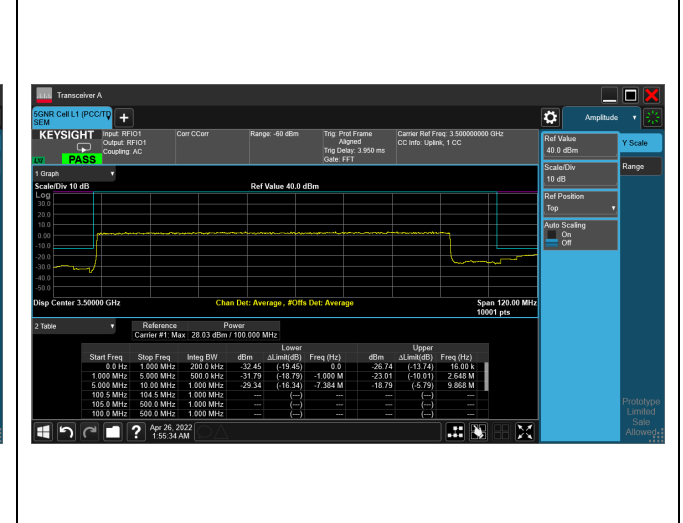 Transceiver A
5GNR Cell L1 (PCC/TD
SEM
+
Amplitude
KEYSIGHT
Input: RFIO1
Output: RFIO1
Coupling: AC
Corr CCorr
Range: -60 dBm
Trig: Prot Frame
Aligned
Trig Delay: 3.950 ms
Gate: FFT
Carrier Ref Freq: 3.500000000 GHz
CC Info: Uplink, 1 CC
PASS
Ref Value
40.0 dBm
Y Scale
Scale/Div
10 dB
Range
Ref Position
Top
Auto Scaling
On
Off
1 Graph
Scale/Div 10 dB
Ref Value 40.0 dBm
Log
30.0
20.0
10.0
0.00
-10.0
-20.0
-30.0
-40.0
-50.0
Disp Center 3.50000 GHz
Chan Det: Average , #Offs Det: Average
Span 120.00 MHz
10001 pts
2 Table
Reference Power
Carrier #1: Max 28.03 dBm / 100.000 MHz
Lower Upper
Start Freq Stop Freq Integ BW dBm ΔLimit(dB) Freq (Hz) dBm ΔLimit(dB) Freq (Hz)
0.0 Hz 1.000 MHz 200.0 kHz -32.45 (-19.45) 0.0 -26.74 (-13.74) 16.00 k
1.000 MHz 5.000 MHz 500.0 kHz -31.79 (-18.79) -1.000 M -23.01 (-10.01) 2.648 M
5.000 MHz 10.00 MHz 1.000 MHz -29.34 (-16.34) -7.384 M -18.79 (-5.79) 9.868 M
100.5 MHz 104.5 MHz 1.000 MHz --- (---) --- --- (---) ---
105.0 MHz 500.0 MHz 1.000 MHz --- (---) --- --- (---) ---
100.0 MHz 500.0 MHz 1.000 MHz --- (---) --- --- (---) ---
Prototype
Limited
Sale
Allowed
?
Apr 26, 2022
1:55:34 AM